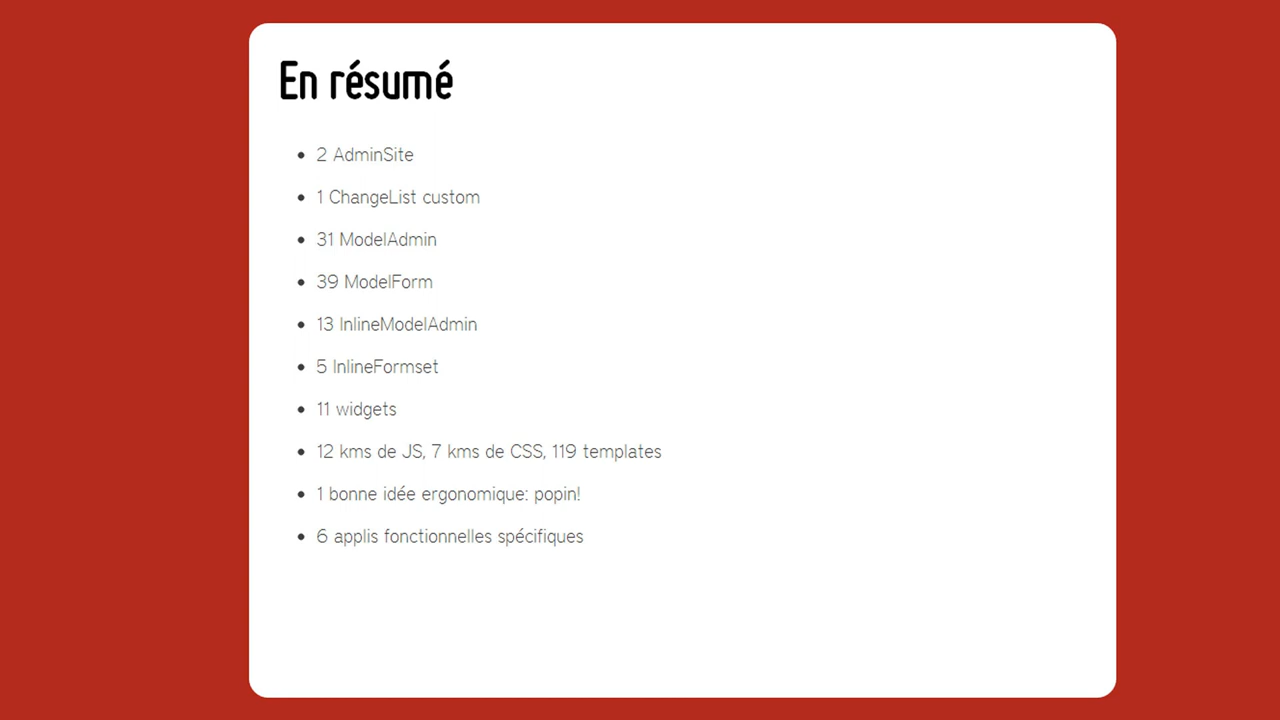 En résumé
2 AdminSite
1 ChangeList custom
31 ModelAdmin
39 ModelForm
13 InlineModelAdmin
5 InlineFormset
11 widgets
12 kms de JS, 7 kms de CSS, 119 templates
1 bonne idée ergonomique: popin!
6 applis fonctionnelles spécifiques